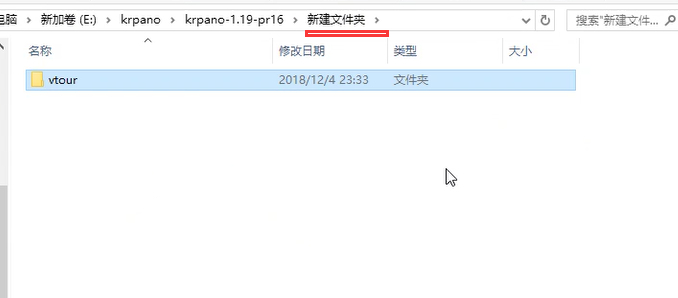 电脑 > 新加卷 (E:) > krpano > krpano-1.19-pr16 > 新建文件夹 > 搜索"新建文件...
名称 修改日期 类型 大小
vtour 2018/12/4 23:33 文件夹